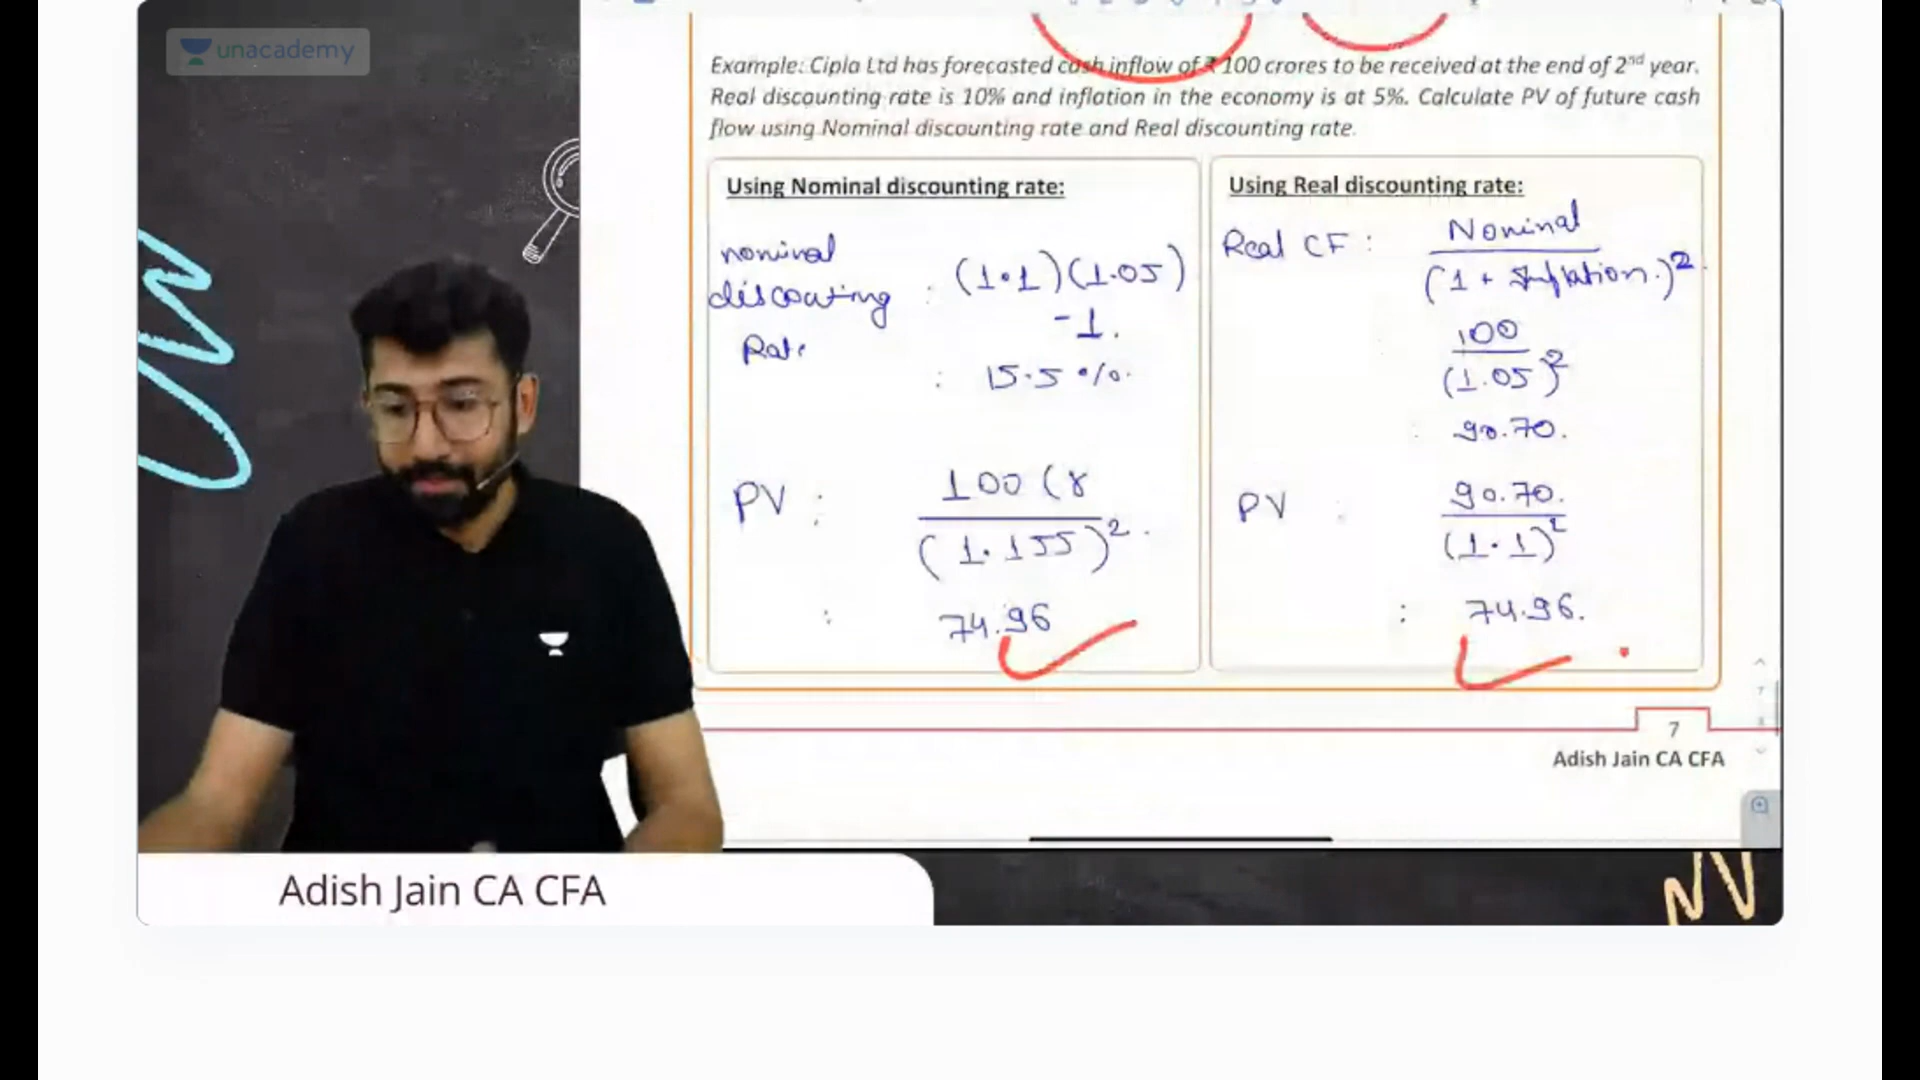 unacademy
Example: Cipla Ltd has forecasted cash inflow of ₹ 100 crores to be received at the end of 2nd year.
Real discounting rate is 10% and inflation in the economy is at 5%. Calculate PV of future cash
flow using Nominal discounting rate and Real discounting rate.
Using Nominal discounting rate:
nominal
discouting : (1.1)(1.05)
Rate -1.
: 15.5 %.
PV : 100 (r
(1.155)².
: 74.96
Using Real discounting rate:
Real CF : Nominal
(1 + Inflation.)².
100
(1.05)²
: 90.70.
PV : 90.70.
(1.1)²
: 74.96.
7
Adish Jain CA CFA
Adish Jain CA CFA